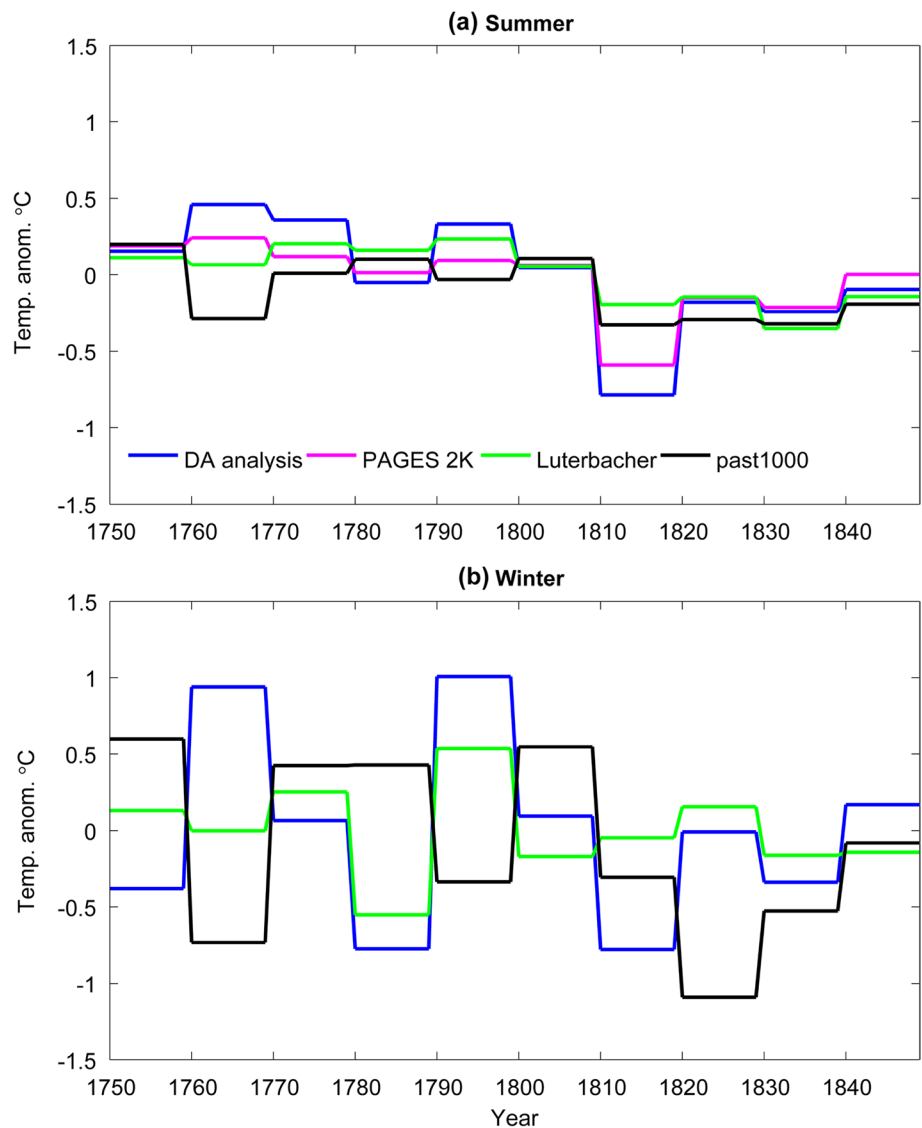 (a) Summer
1.5
1
0.5
0
-0.5
-1
-1.5
Temp. anom. °C
DA analysis PAGES 2K Luterbacher past1000
1750 1760 1770 1780 1790 1800 1810 1820 1830 1840
(b) Winter
1.5
1
0.5
0
-0.5
-1
-1.5
Temp. anom. °C
1750 1760 1770 1780 1790 1800 1810 1820 1830 1840
Year